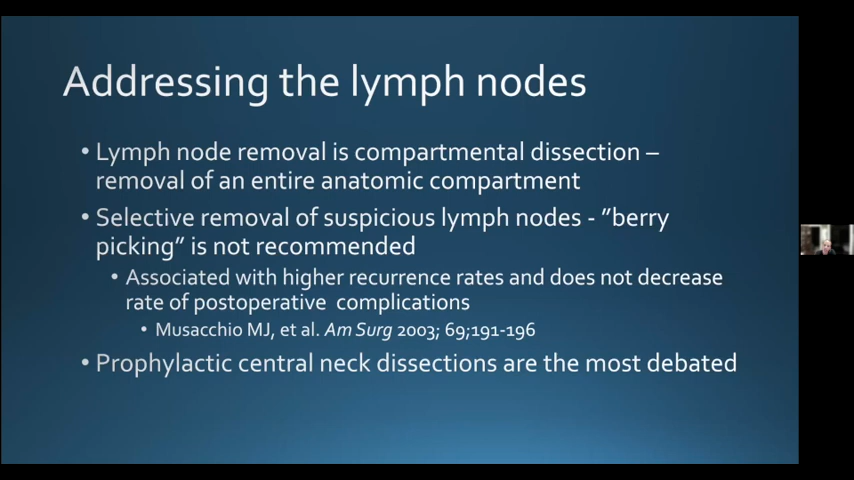 Addressing the lymph nodes
• Lymph node removal is compartmental dissection –
removal of an entire anatomic compartment
• Selective removal of suspicious lymph nodes - ”berry
picking” is not recommended
• Associated with higher recurrence rates and does not decrease
rate of postoperative complications
• Musacchio MJ, et al. Am Surg 2003; 69;191-196
• Prophylactic central neck dissections are the most debated